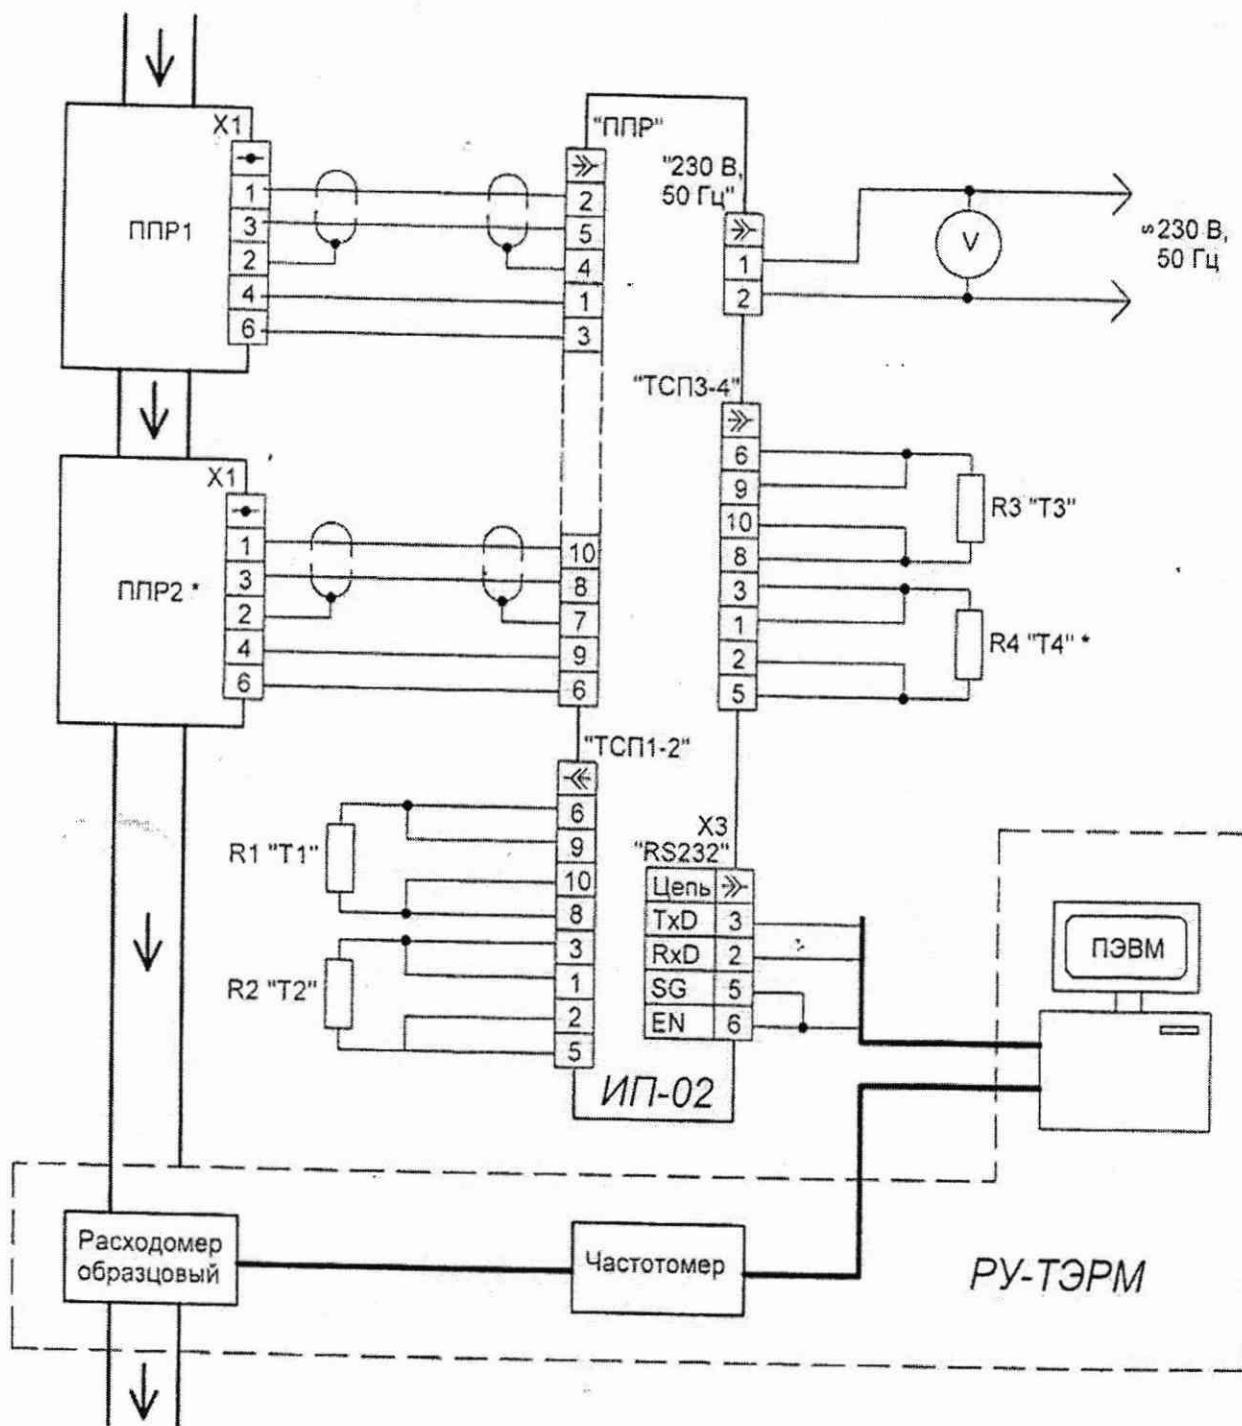 X1
ППР1
1
3
2
4
6
"ППР"
2
5
4
1
3
"230 В,
50 Гц"
1
2
V
230 В,
50 Гц
X1
ППР2 *
1
3
2
4
6
10
8
7
9
6
"ТСП3-4"
6
9
10
8
3
1
2
5
R3 "Т3"
R4 "Т4" *
"ТСП1-2"
6
9
10
8
3
1
2
5
R1 "Т1"
R2 "Т2"
X3
"RS232"
Цепь
TxD 3
RxD 2
SG 5
EN 6
ИП-02
ПЭВМ
Расходомер
образцовый
Частотомер
РУ-ТЭРМ